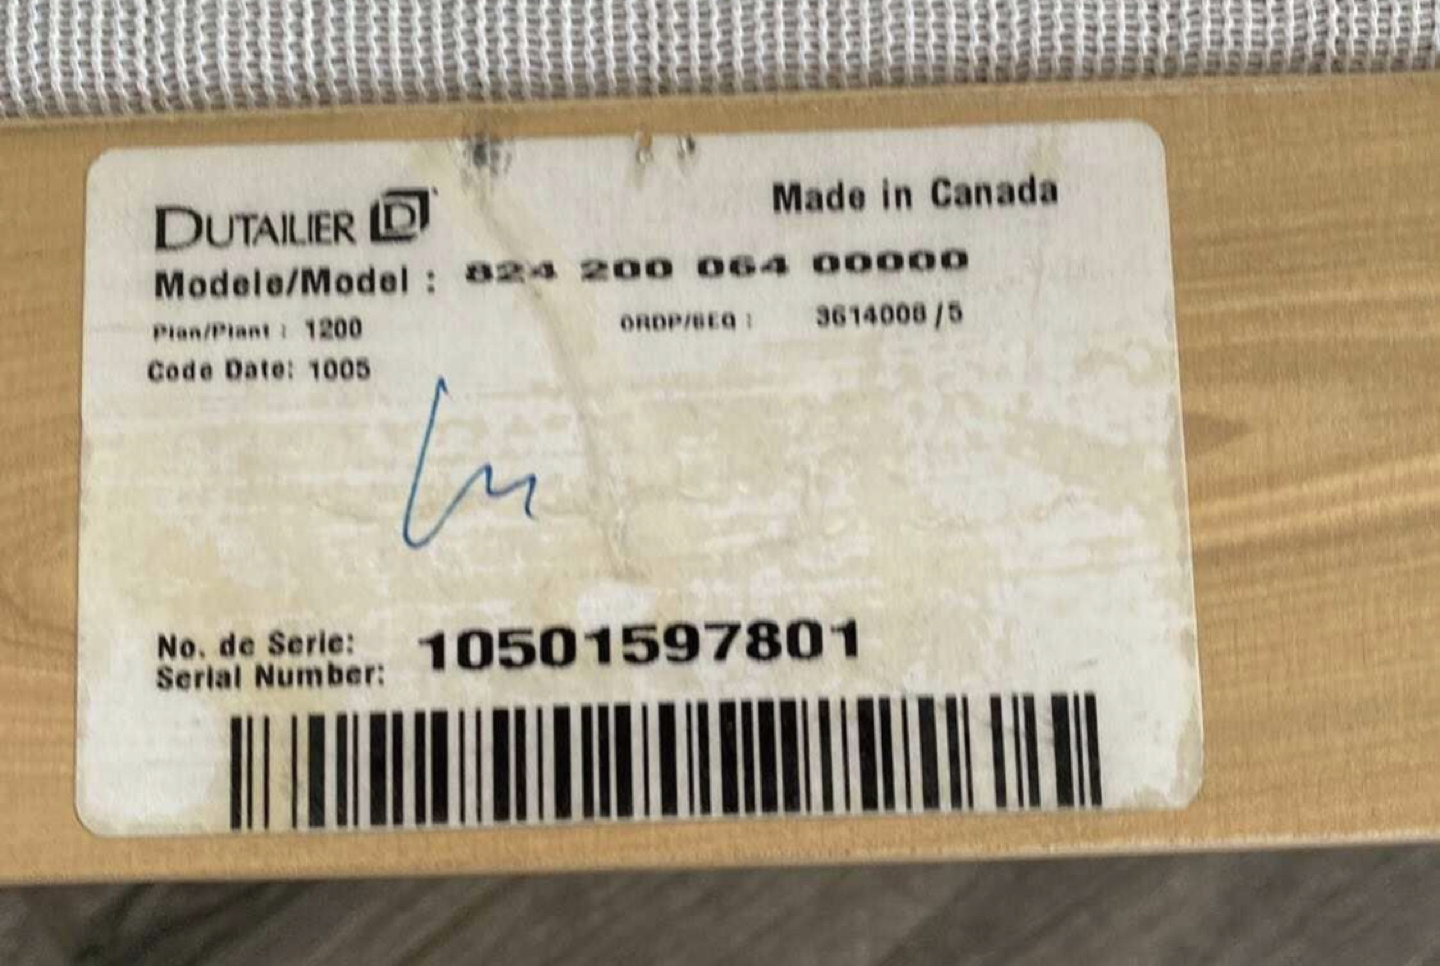 DUTAILIER D
Made in Canada
Modele/Model : 824 200 064 00000
Plan/Plant : 1200 ORDP/SEQ : 3614008/5
Code Date: 1005
No. de Serie: 10501597801
Serial Number: